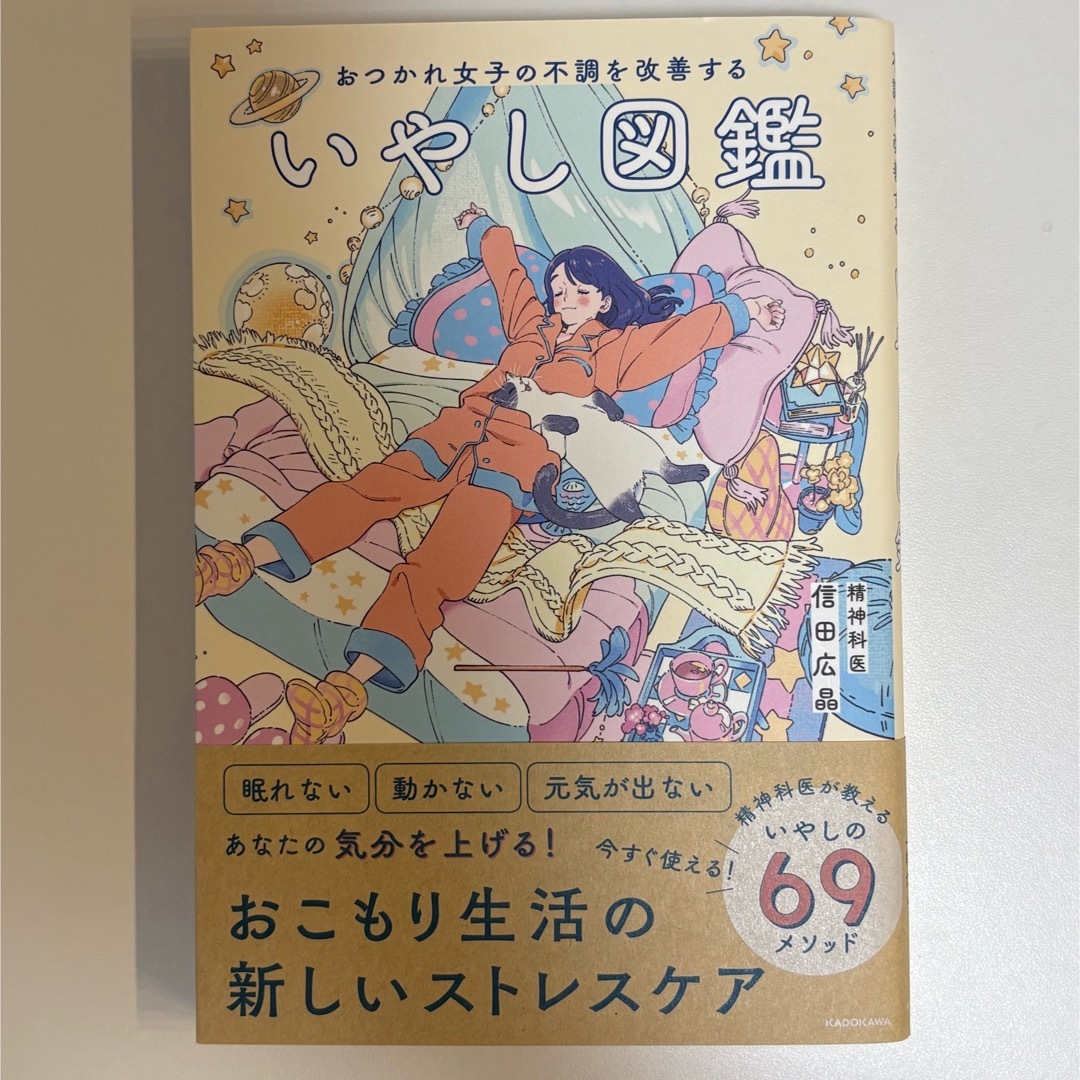 おつかれ女子の不調を改善する
いやし図鑑
精神科医
信田広晶
眠れない
動かない
元気が出ない
あなたの気分を上げる!
今すぐ使える!
精神科医が教える
いやしの
69
メソッド
おこもり生活の
新しいストレスケア
KADOKAWA